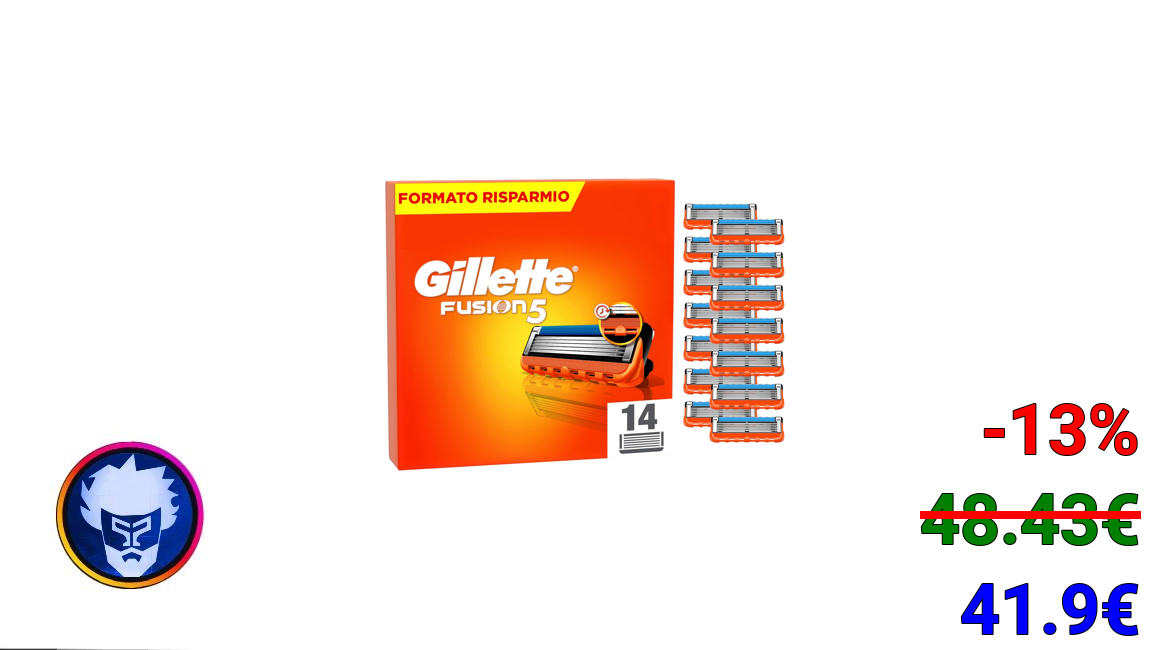 FORMATO RISPARMIO
Gillette®
FUSION5
14
-13%
48.43€
41.9€